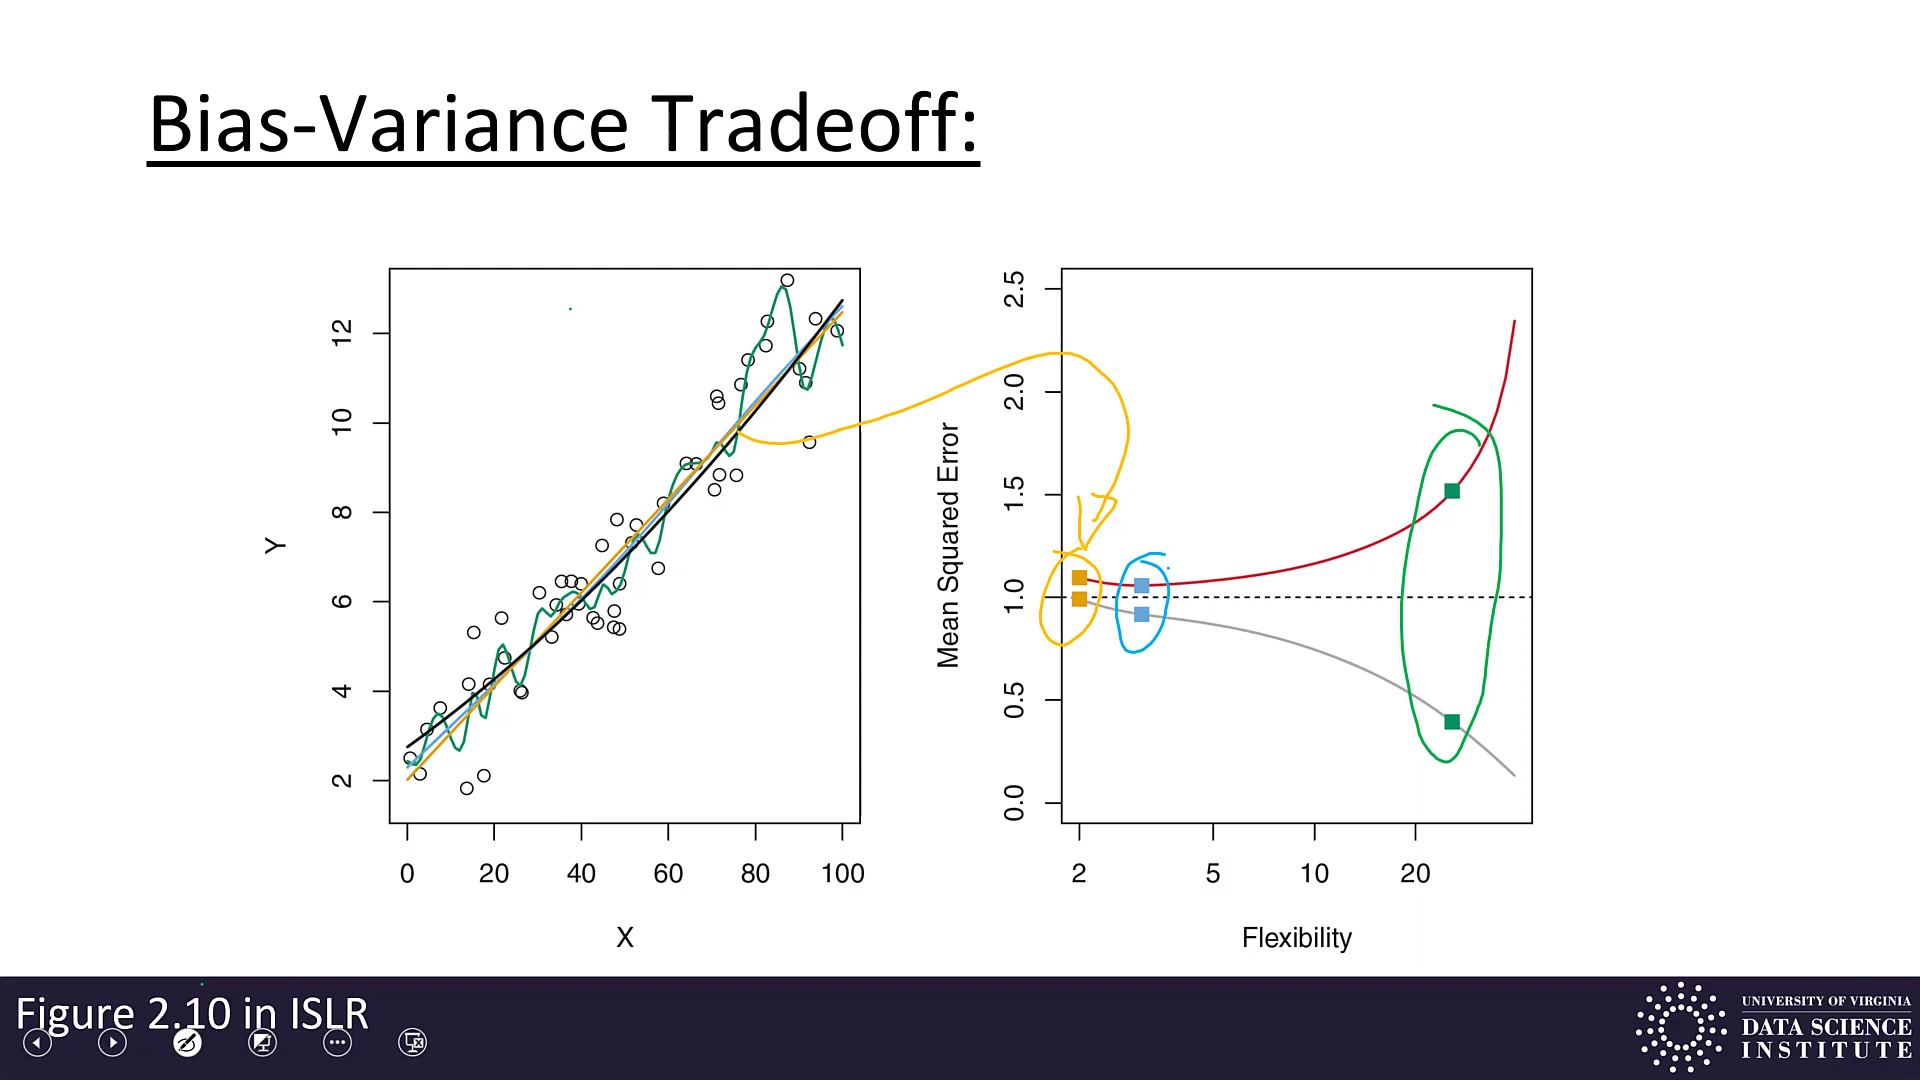 Bias-Variance Tradeoff:
12
10
8
6
4
2
Y
0 20 40 60 80 100
X
2.5
2.0
1.5
1.0
0.5
0.0
Mean Squared Error
2 5 10 20
Flexibility
Figure 2.10 in ISLR
UNIVERSITY OF VIRGINIA
DATA SCIENCE
INSTITUTE